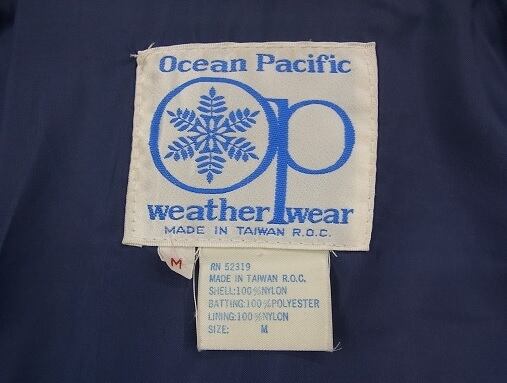 Ocean Pacific
op
weather wear
MADE IN TAIWAN R.O.C.
M
RN 52319
MADE IN TAIWAN R.O.C.
SHELL:100%NYLON
BATTING:100%POLYESTER
LINING:100%NYLON
SIZE: M